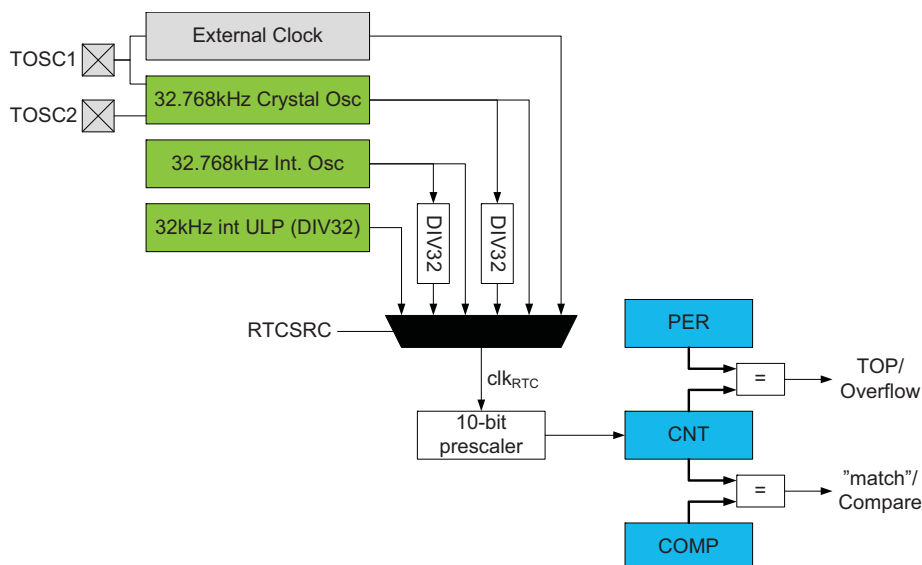 External Clock
TOSC1
32.768kHz Crystal Osc
TOSC2
32.768kHz Int. Osc
32kHz int ULP (DIV32)
DIV32
DIV32
RTCSRC
PER
clkRTC
=
TOP/
Overflow
10-bit
prescaler
CNT
=
”match”/
Compare
COMP